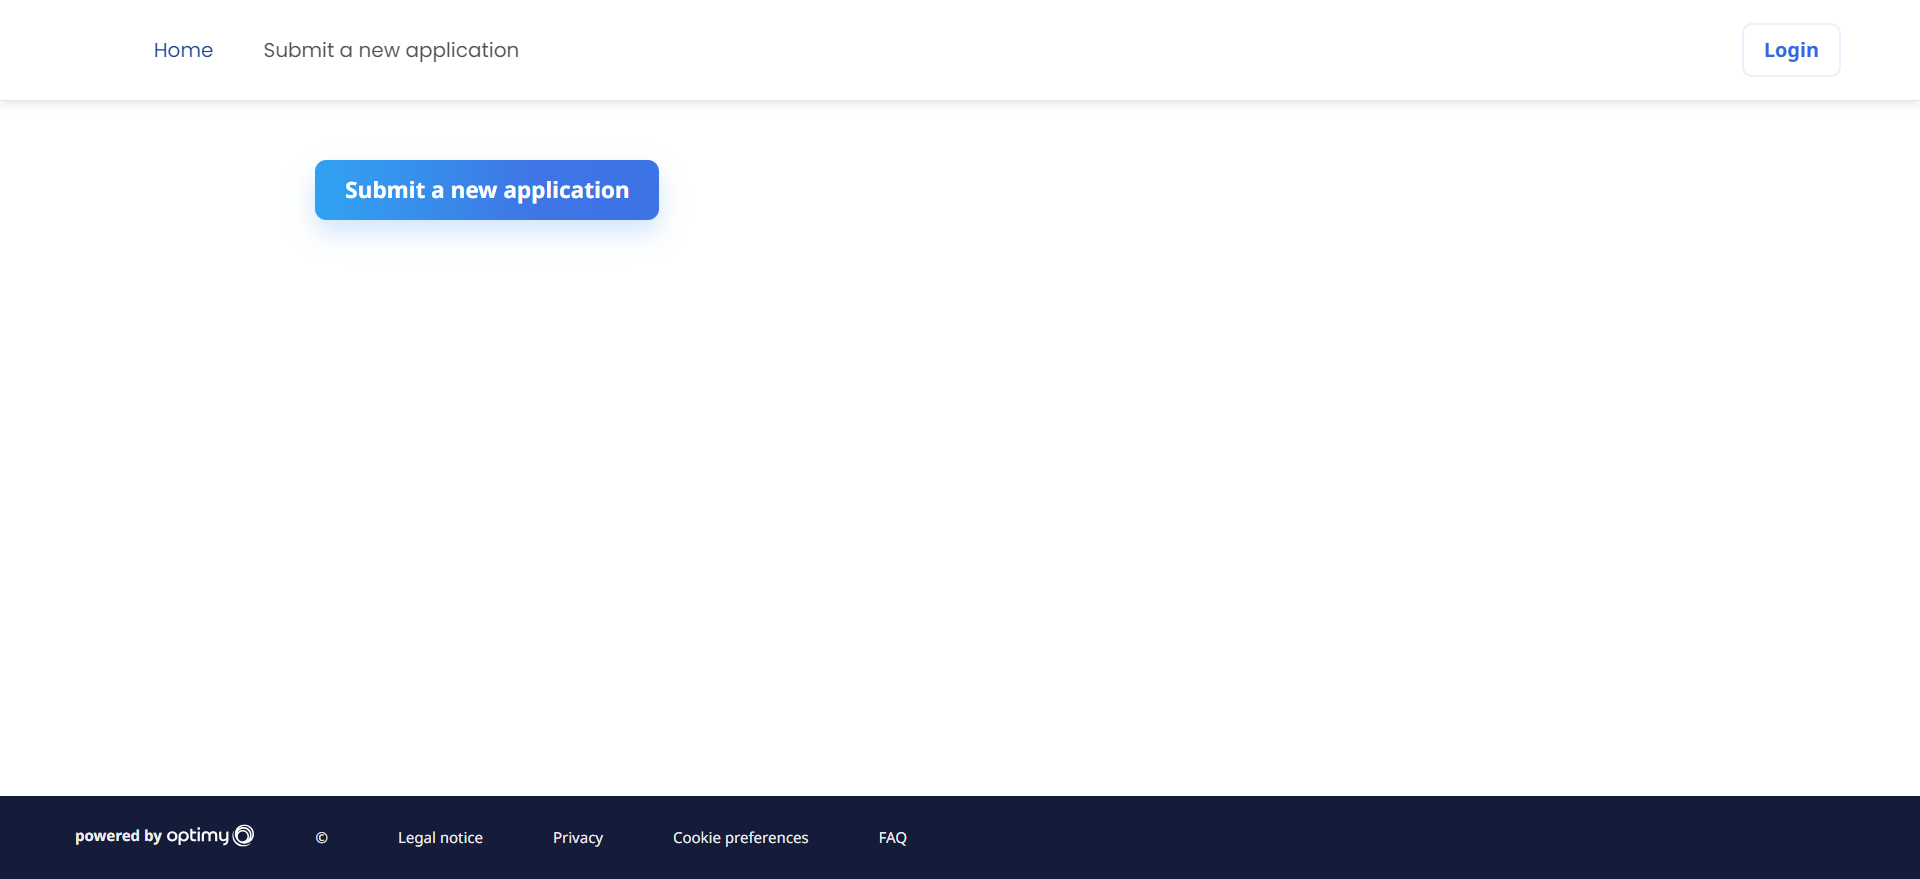 Home
Submit a new application
Login
Submit a new application
powered by optimy
©
Legal notice
Privacy
Cookie preferences
FAQ